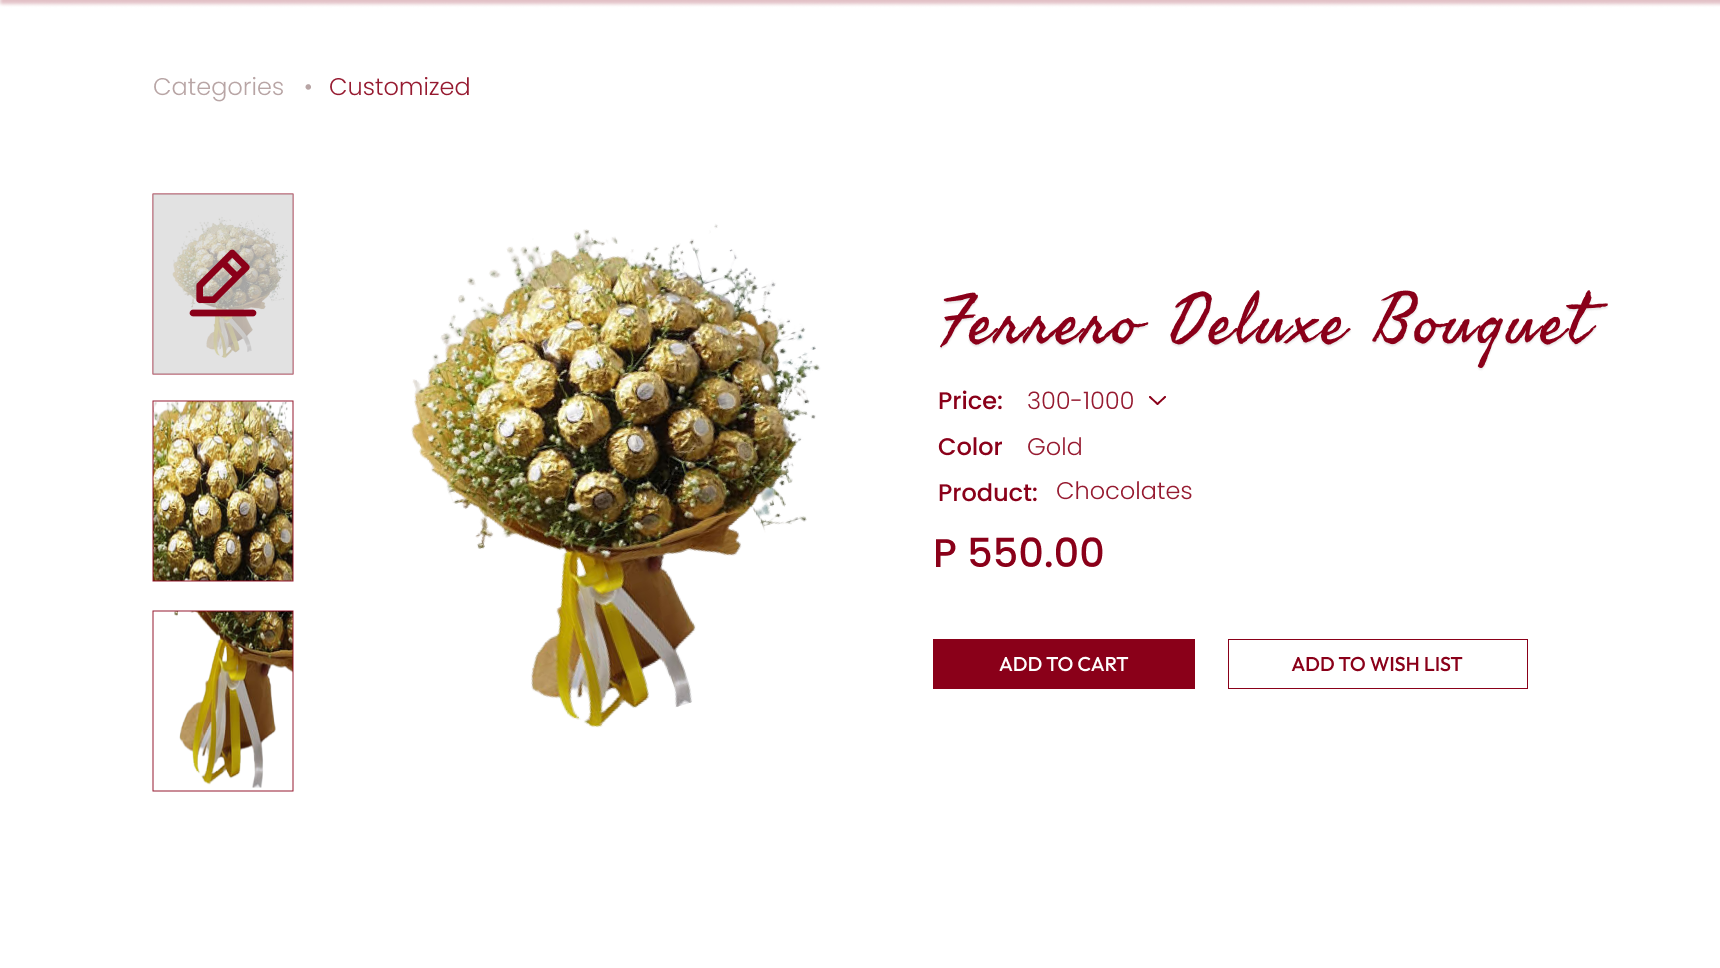 Categories • Customized
Ferrero Deluxe Bouquet
Price: 300-1000
Color Gold
Product: Chocolates
P 550.00
ADD TO CART
ADD TO WISH LIST